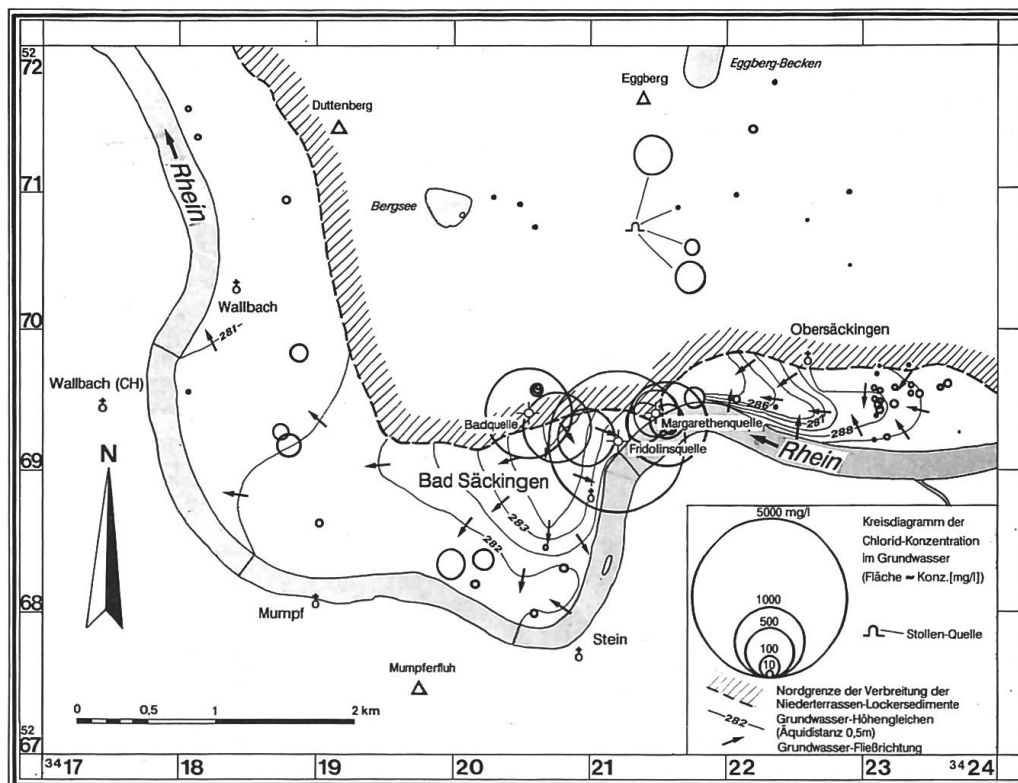 52
72
71
70
69
68
52
67
34 17
18
19
20
21
22
23
34 24
Eggberg-Becken
Eggberg
Duttenberg
Rhein
Bergsee
Wallbach
281
Obersäckingen
Wallbach (CH)
286
281
288
Badquelle
Margarethenquelle
Fridolinsquelle
Rhein
N
Bad Säckingen
283
282
Mumpf
Stein
Mumpferfluh
0
0,5
1
2 km
5000 mg/l
1000
500
100
10
Kreisdiagramm der
Chlorid-Konzentration
im Grundwasser
(Fläche ~ Konz.[mg/l])
Stollen-Quelle
Nordgrenze der Verbreitung der
Niederterrassen-Lockersedimente
282
Grundwasser-Höhengleichen
(Äquidistanz 0,5m)
Grundwasser-Fließrichtung